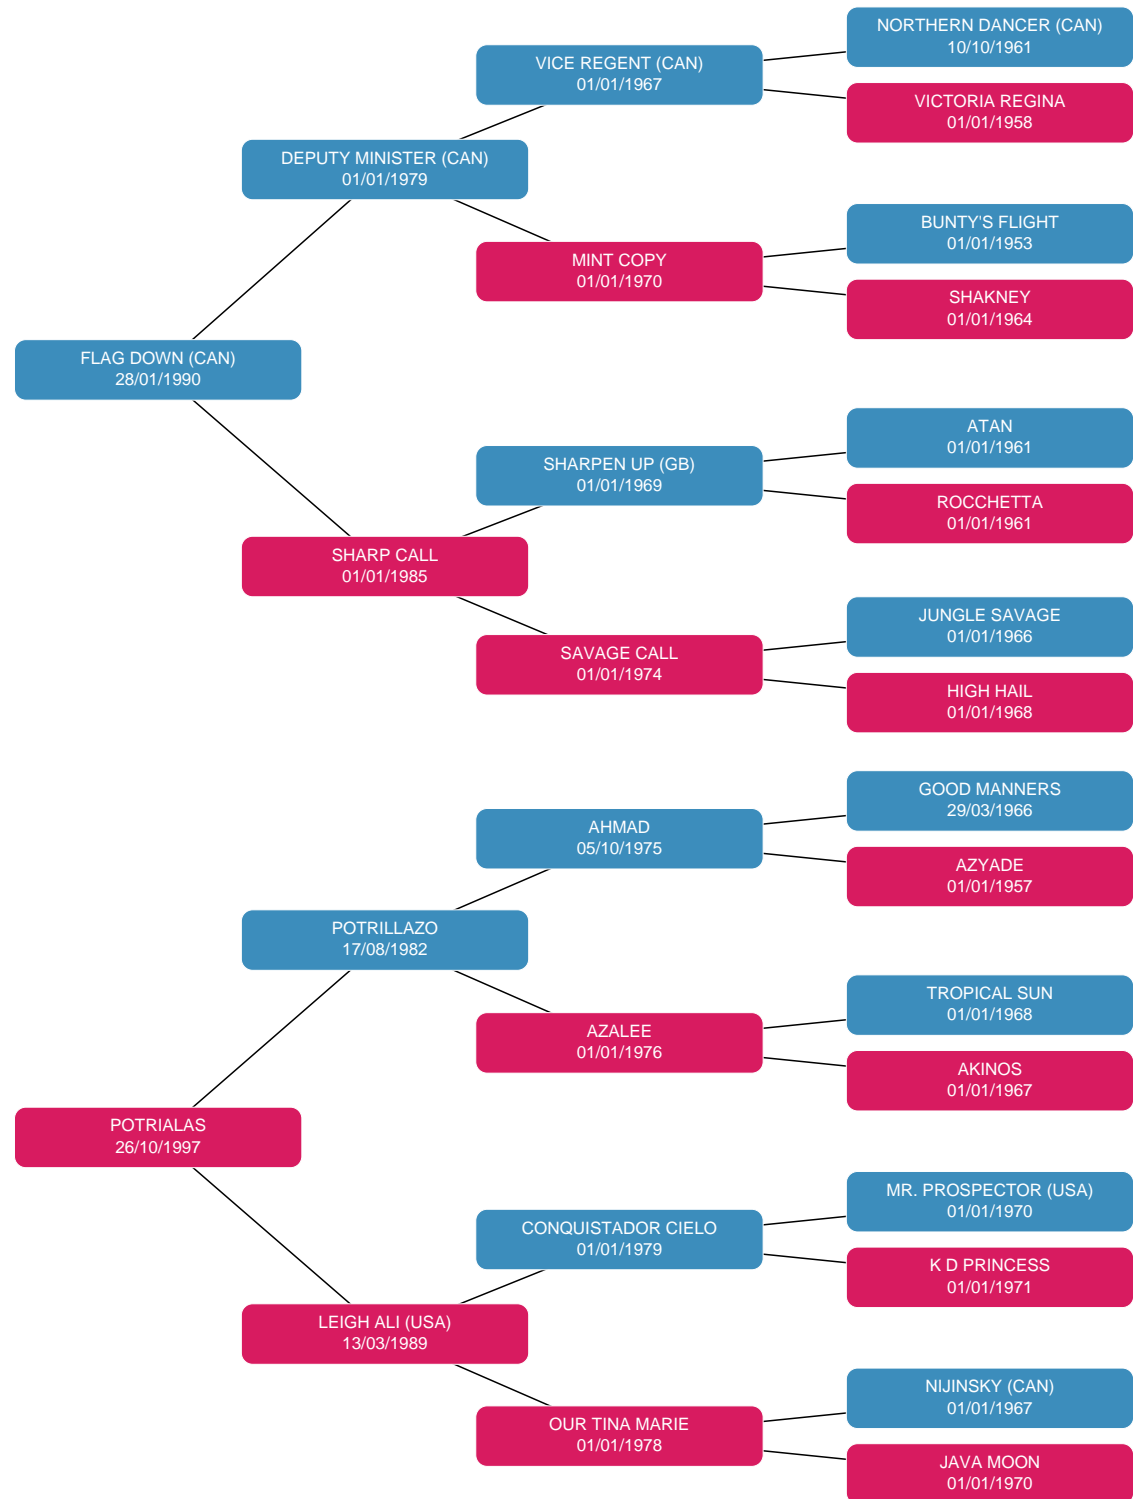 NORTHERN DANCER (CAN)
10/10/1961
VICE REGENT (CAN)
01/01/1967
VICTORIA REGINA
01/01/1958
DEPUTY MINISTER (CAN)
01/01/1979
BUNTY'S FLIGHT
01/01/1953
MINT COPY
01/01/1970
SHAKNEY
01/01/1964
FLAG DOWN (CAN)
28/01/1990
ATAN
01/01/1961
SHARPEN UP (GB)
01/01/1969
ROCCHETTA
01/01/1961
SHARP CALL
01/01/1985
JUNGLE SAVAGE
01/01/1966
SAVAGE CALL
01/01/1974
HIGH HAIL
01/01/1968
GOOD MANNERS
29/03/1966
AHMAD
05/10/1975
AZYADE
01/01/1957
POTRILLAZO
17/08/1982
TROPICAL SUN
01/01/1968
AZALEE
01/01/1976
AKINOS
01/01/1967
POTRIALAS
26/10/1997
MR. PROSPECTOR (USA)
01/01/1970
CONQUISTADOR CIELO
01/01/1979
K D PRINCESS
01/01/1971
LEIGH ALI (USA)
13/03/1989
NIJINSKY (CAN)
01/01/1967
OUR TINA MARIE
01/01/1978
JAVA MOON
01/01/1970